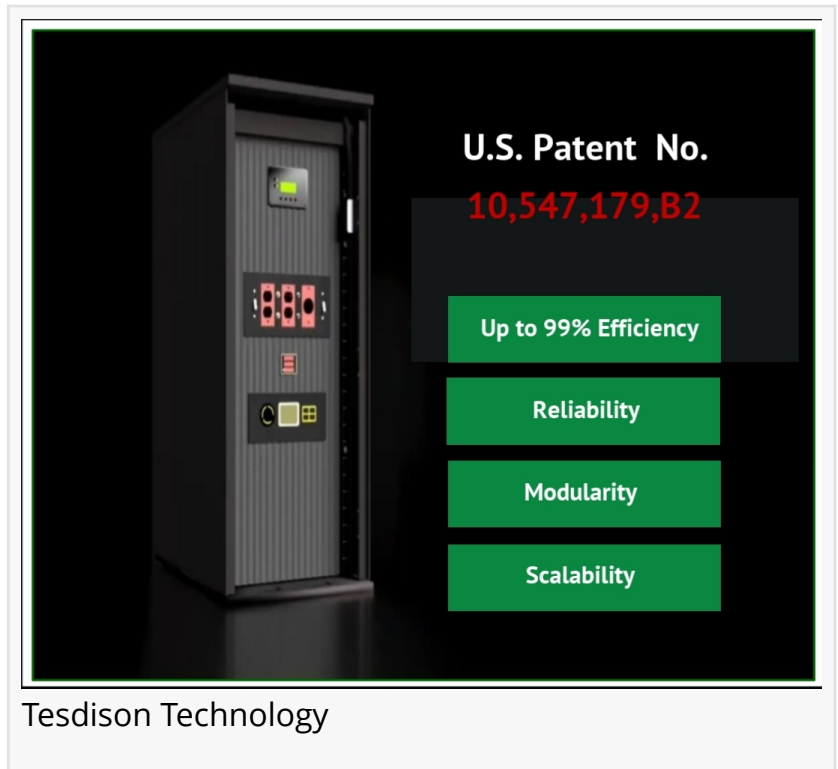 U.S. Patent No.
10,547,179,B2
Up to 99% Efficiency
Reliability
Modularity
Scalability
Tesdison Technology